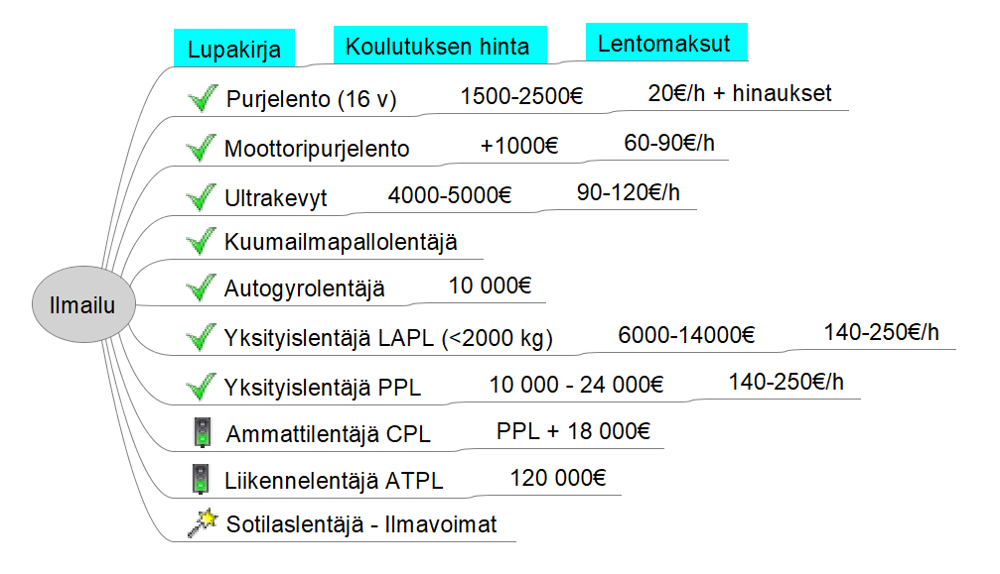 Lupakirja Koulutuksen hinta Lentomaksut
Purjelento (16 v) 1500-2500€ 20€/h + hinaukset
Moottoripurjelento +1000€ 60-90€/h
Ultrakevyt 4000-5000€ 90-120€/h
Kuumailmapallolentäjä
Ilmailu
Autogyrolentäjä 10 000€
Yksityislentäjä LAPL (<2000 kg) 6000-14000€ 140-250€/h
Yksityislentäjä PPL 10 000 - 24 000€ 140-250€/h
Ammattilentäjä CPL PPL + 18 000€
Liikennelentäjä ATPL 120 000€
Sotilaslentäjä - Ilmavoimat